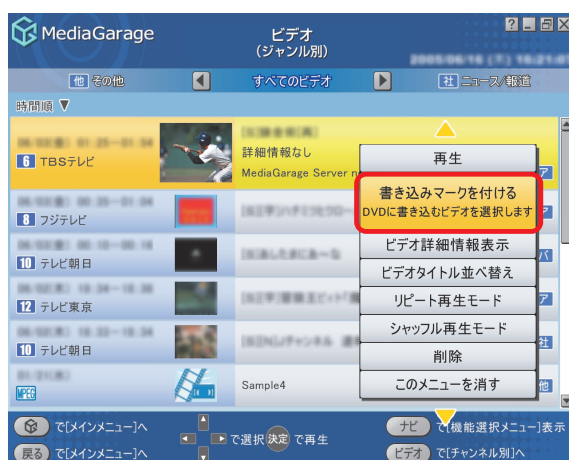 MediaGarage
ビデオ
(ジャンル別)
他 その他
すべてのビデオ
社 ニュース/報道
時間順 ▼
詳細情報なし
6 TBSテレビ
MediaGarage Server
8 フジテレビ
10 テレビ朝日
12 テレビ東京
10 テレビ朝日
MPEG
Sample4
再生
書き込みマークを付ける
DVDに書き込むビデオを選択します
ビデオ詳細情報表示
ビデオタイトル並べ替え
リピート再生モード
シャッフル再生モード
削除
このメニューを消す
ア
バ
ア
社
他
で[メインメニュー]へ
で選択 決定 で再生
ナビ で[機能選択メニュー]表示
戻る で[メインメニュー]へ
ビデオ で[チャンネル別]へ